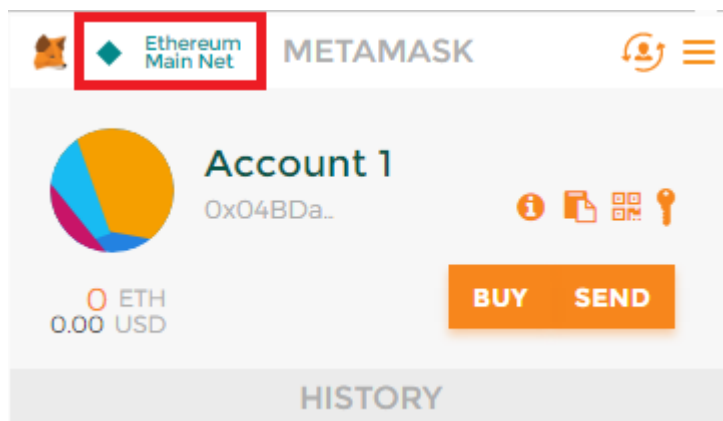 Ethereum
Main Net
METAMASK
Account 1
0x04BDa..
0 ETH
0.00 USD
BUY
SEND
HISTORY